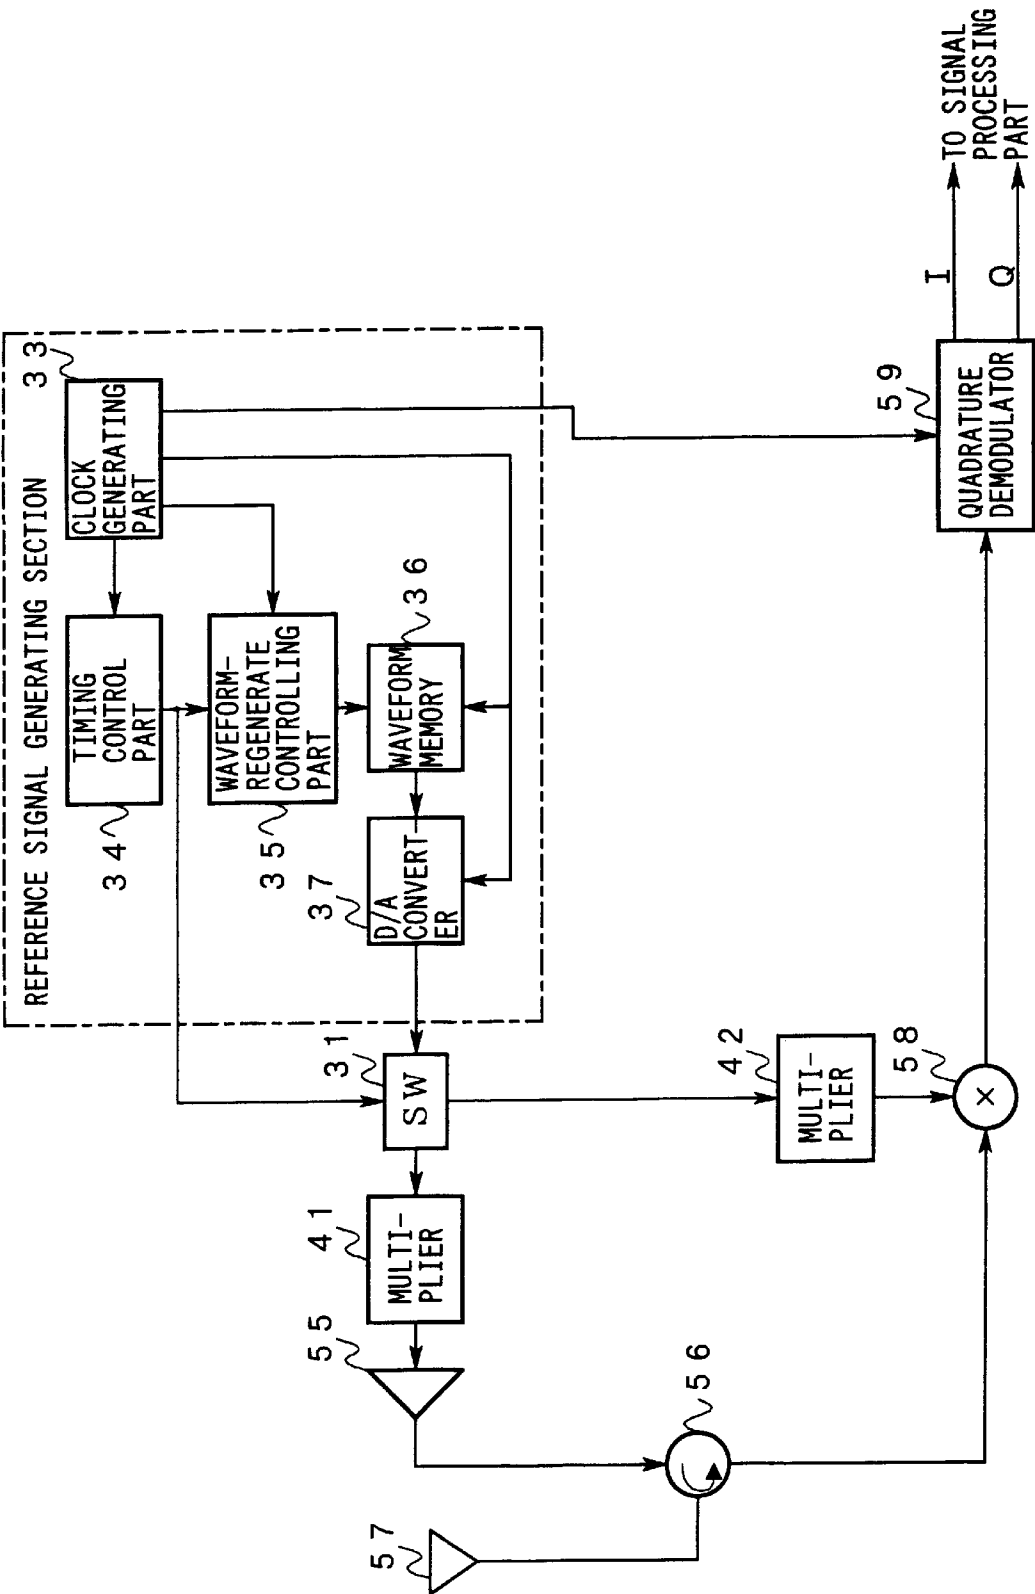 REFERENCE SIGNAL GENERATING SECTION
33
CLOCK
GENERATING
PART
TIMING
CONTROL
PART
34
WAVEFORM-
REGENERATE
CONTROLLING
PART
35
WAVEFORM
MEMORY
36
D/A
CONVERT-
ER
37
SW
31
MULTI-
PLIER
41
MULTI-
PLIER
42
55
56
57
58
×
QUADRATURE
DEMODULATOR
59
I
Q
TO SIGNAL
PROCESSING
PART